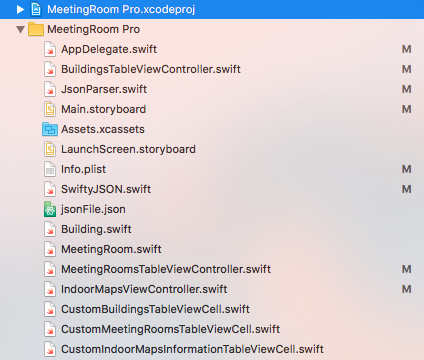 MeetingRoom Pro.xcodeproj
MeetingRoom Pro
AppDelegate.swift M
BuildingsTableViewController.swift M
JsonParser.swift M
Main.storyboard M
Assets.xcassets
LaunchScreen.storyboard
Info.plist M
SwiftyJSON.swift M
jsonFile.json
Building.swift
MeetingRoom.swift
MeetingRoomsTableViewController.swift M
IndoorMapsViewController.swift M
CustomBuildingsTableViewCell.swift
CustomMeetingRoomsTableViewCell.swift
CustomIndoorMapsInformationTableViewCell.swift